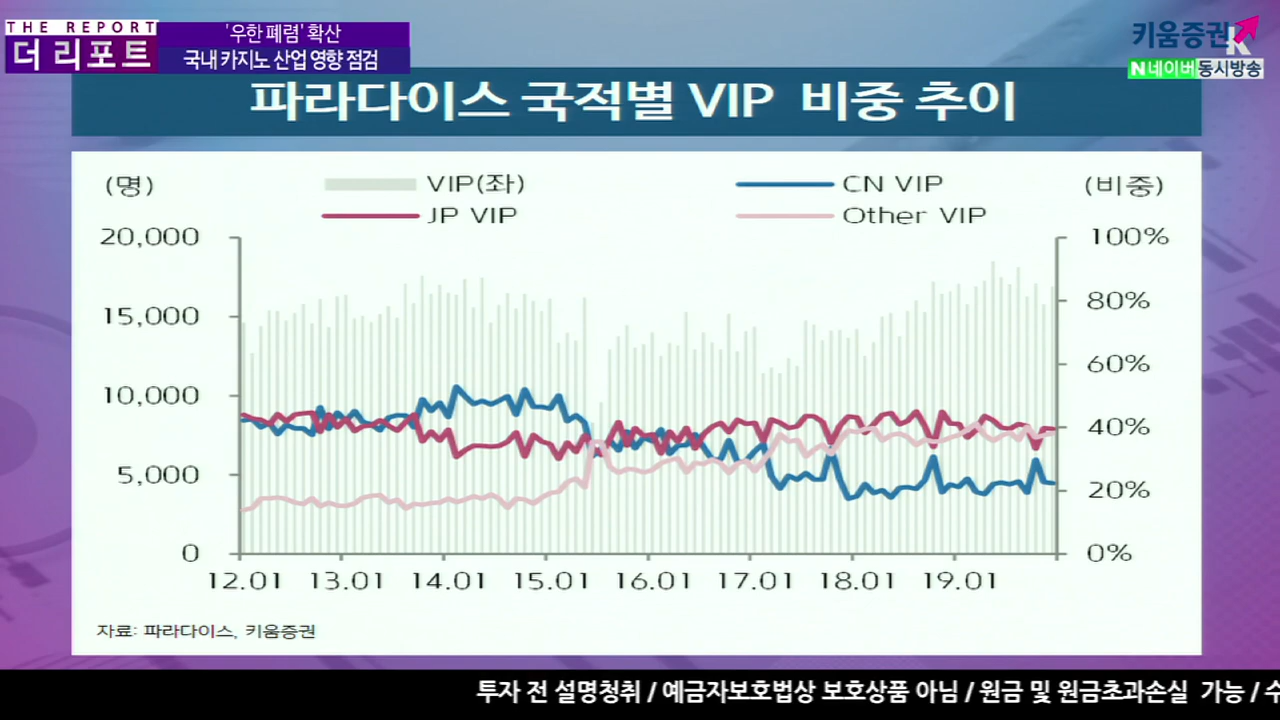 THE REPORT
더 리포트
'우한 폐렴' 확산
국내 카지노 산업 영향 점검
키움증권
N 네이버 동시방송
파라다이스 국적별 VIP 비중 추이
(명)
VIP(좌)
CN VIP
(비중)
JP VIP
Other VIP
20,000
100%
15,000
80%
60%
10,000
40%
5,000
20%
0
0%
12.01 13.01 14.01 15.01 16.01 17.01 18.01 19.01
자료: 파라다이스, 키움증권
투자 전 설명청취 / 예금자보호법상 보호상품 아님 / 원금 및 원금초과손실 가능 / 수